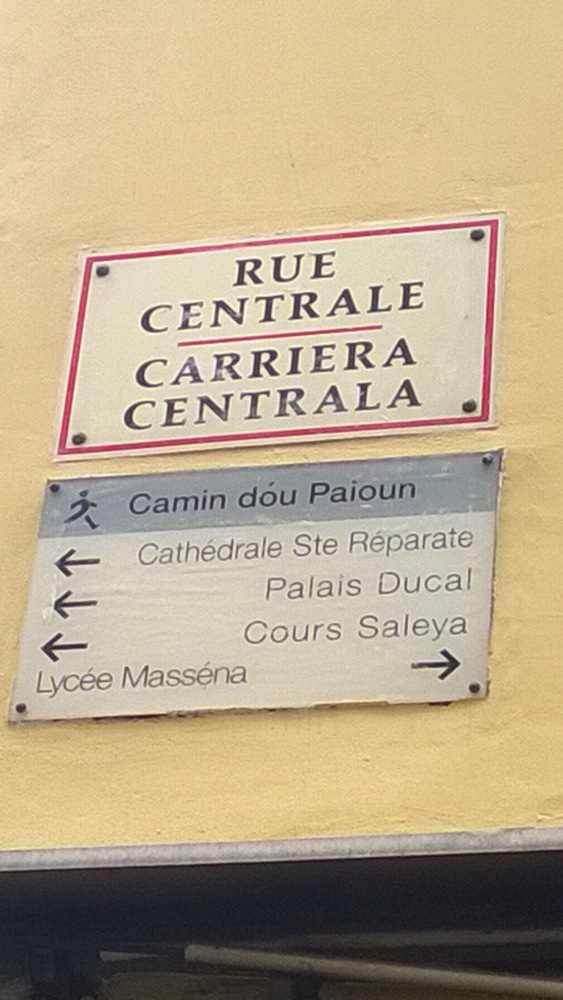 RUE
CENTRALE
CARRIERA
CENTRALA
Camin dóu Paioun
Cathédrale Ste Réparate
Palais Ducal
Cours Saleya
Lycée Masséna